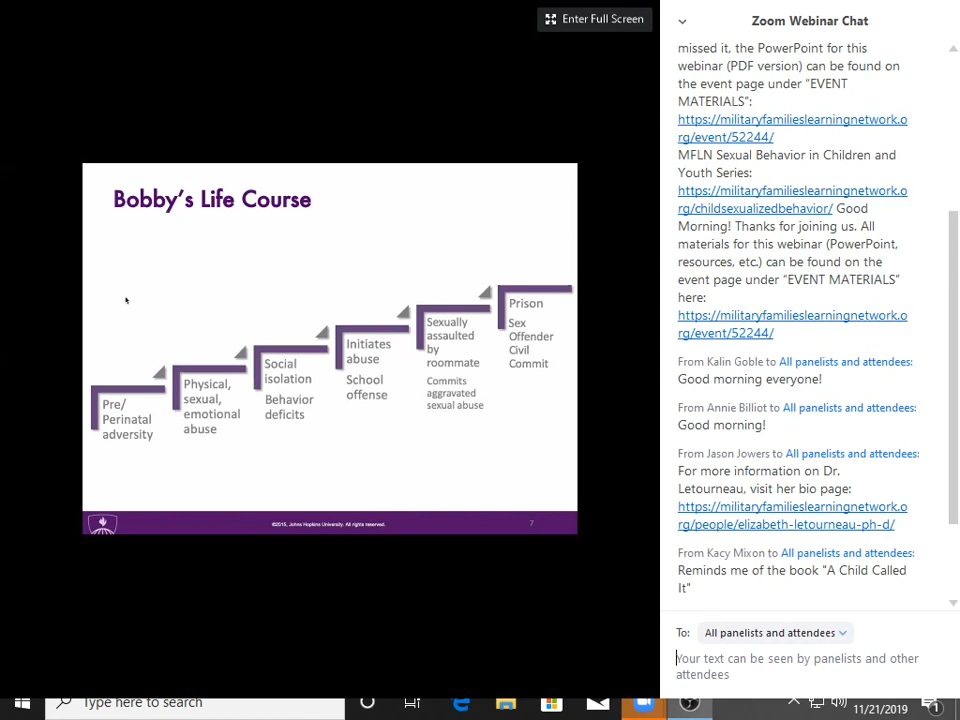 Enter Full Screen
Bobby's Life Course
Pre/
Perinatal
adversity
Physical,
sexual,
emotional
abuse
Social
isolation
Behavior
deficits
Initiates
abuse
School
offense
Sexually
assaulted
by
roommate
Commits
aggravated
sexual abuse
Prison
Sex
Offender
Civil
Commit
©2015, Johns Hopkins University. All rights reserved.
7
Zoom Webinar Chat
missed it, the PowerPoint for this
webinar (PDF version) can be found on
the event page under “EVENT
MATERIALS”:
https://militaryfamilieslearningnetwork.o
rg/event/52244/
MFLN Sexual Behavior in Children and
Youth Series:
https://militaryfamilieslearningnetwork.o
rg/childsexualizedbehavior/ Good
Morning! Thanks for joining us. All
materials for this webinar (PowerPoint,
resources, etc.) can be found on the
event page under “EVENT MATERIALS”
here:
https://militaryfamilieslearningnetwork.o
rg/event/52244/
From Kalin Goble to All panelists and attendees:
Good morning everyone!
From Annie Billiot to All panelists and attendees:
Good morning!
From Jason Jowers to All panelists and attendees:
For more information on Dr.
Letourneau, visit her bio page:
https://militaryfamilieslearningnetwork.o
rg/people/elizabeth-letourneau-ph-d/
From Kacy Mixon to All panelists and attendees:
Reminds me of the book "A Child Called
It"
To: All panelists and attendees
Your text can be seen by panelists and other
attendees
Type here to search
11/21/2019
1